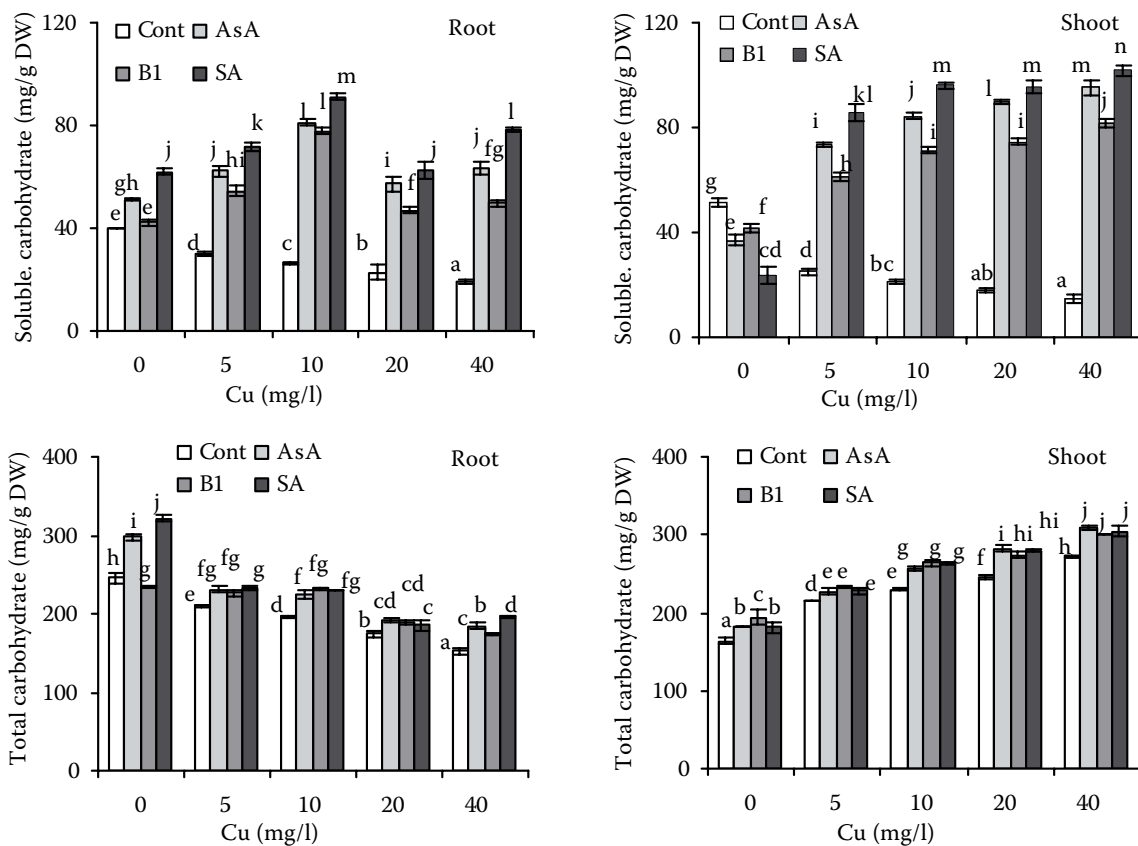 Soluble. carbohydrate (mg/g DW)
120
80
40
0
Cont AsA
B1 SA
Root
e gh e j
d j hi k
c l l m
b i f j
a j fg l
0 5 10 20 40
Cu (mg/l)
Soluble. carbohydrate (mg/g DW)
120
80
40
0
Cont AsA
B1 SA
Shoot
g e f cd
d i h kl
bc j i m
ab l i m
a m j n
0 5 10 20 40
Cu (mg/l)
Total carbohydrate (mg/g DW)
400
300
200
100
0
Cont AsA
B1 SA
Root
h i g j
e fg fg g
d f fg fg
b cd cd c
a c b d
0 5 10 20 40
Cu (mg/l)
Total carbohydrate (mg/g DW)
400
300
200
100
0
Cont AsA
B1 SA
Shoot
a b c b
d e e e
e g g g
f i hi hi
h j j j
0 5 10 20 40
Cu (mg/l)